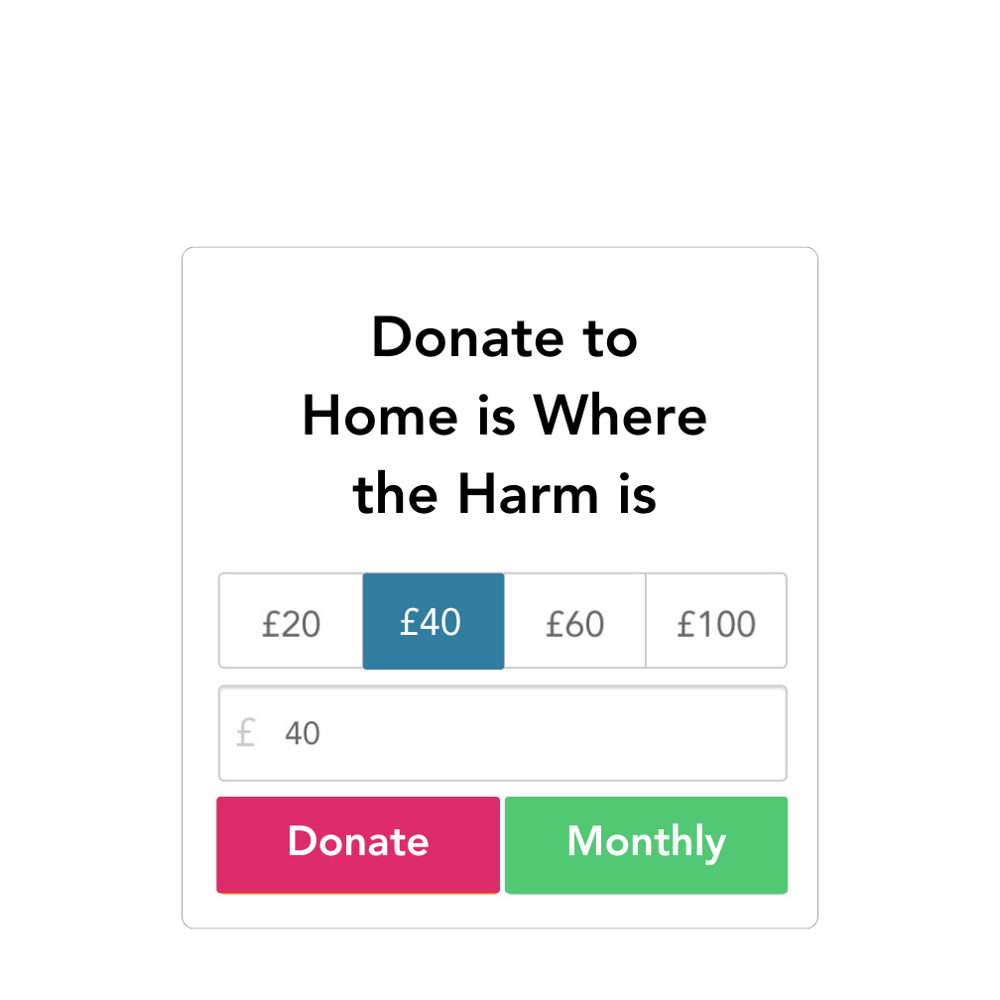 Donate to
Home is Where
the Harm is
£20 £40 £60 £100
£ 40
Donate Monthly